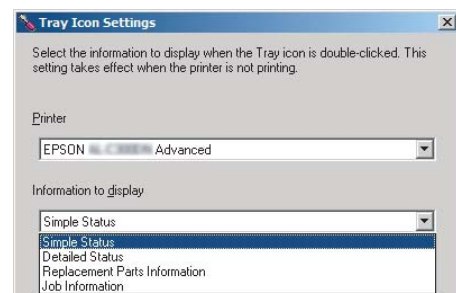 Tray Icon Settings
Select the information to display when the Tray icon is double-clicked. This
setting takes effect when the printer is not printing.
Printer
EPSON Advanced
Information to display
Simple Status
Simple Status
Detailed Status
Replacement Parts Information
Job Information